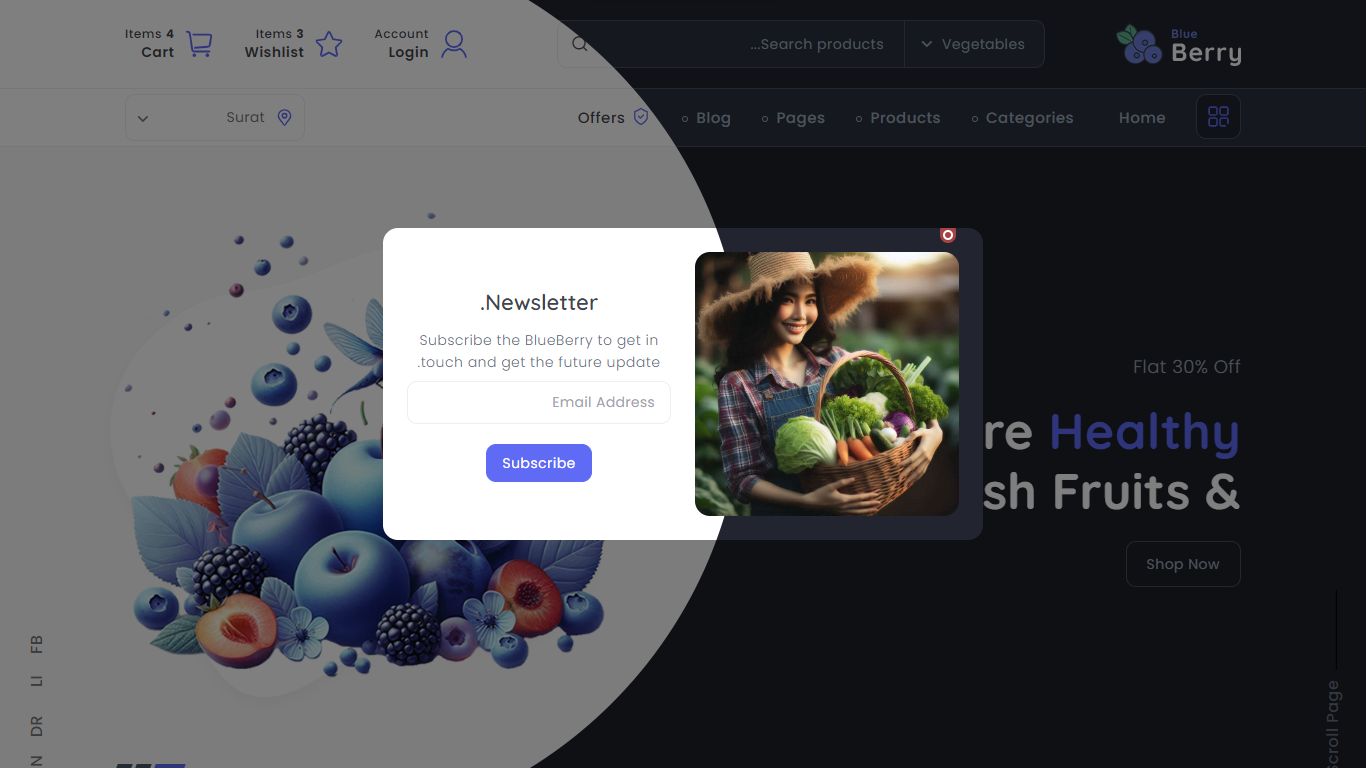 Items 4
Cart
Items 3
Wishlist
Account
Login
...Search products
Vegetables
Blue
Berry
Surat
Offers
Blog
Pages
Products
Categories
Home
.Newsletter
Subscribe the BlueBerry to get in
.touch and get the future update
Email Address
Subscribe
Flat 30% Off
re Healthy
sh Fruits &
Shop Now
FB
LI
DR
N
Scroll Page